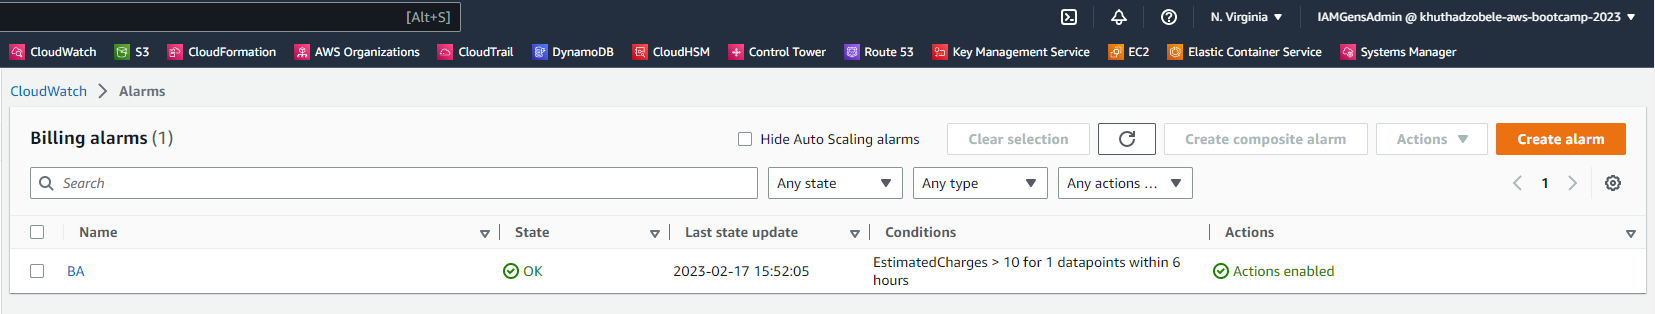 [Alt+S] N. Virginia IAMGensAdmin @ khuthadzobele-aws-bootcamp-2023
CloudWatch S3 CloudFormation AWS Organizations CloudTrail DynamoDB CloudHSM Control Tower Route 53 Key Management Service EC2 Elastic Container Service Systems Manager
CloudWatch Alarms
Billing alarms (1) Hide Auto Scaling alarms Clear selection Create composite alarm Actions Create alarm
Search Any state Any type Any actions ... 1
Name State Last state update Conditions Actions
BA OK 2023-02-17 15:52:05 EstimatedCharges > 10 for 1 datapoints within 6 Actions enabled
hours